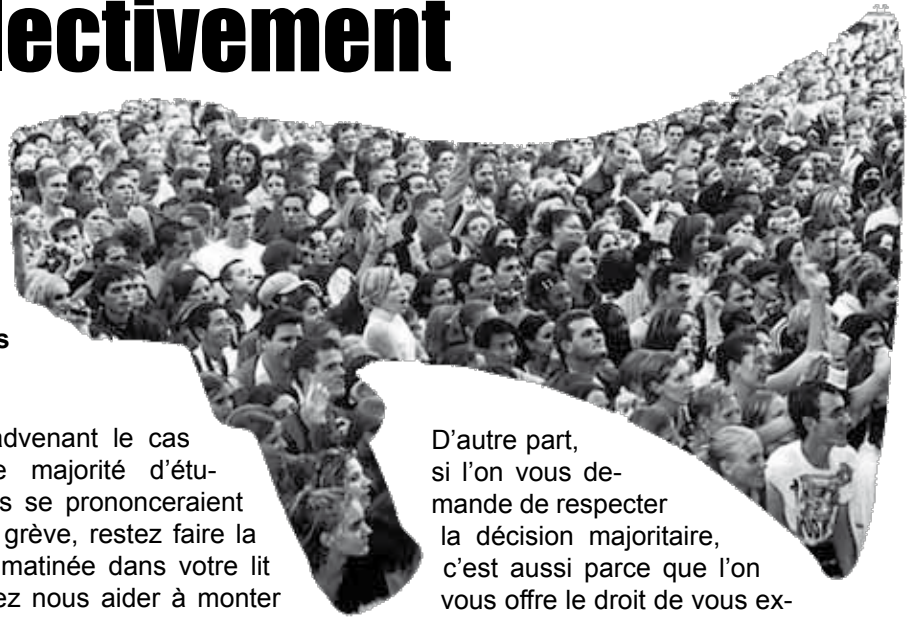 lectivement
s
advenant le cas
e majorité d'étu-
s se prononceraient
grève, restez faire la
matinée dans votre lit
ez nous aider à monter
D'autre part,
si l'on vous de-
mande de respecter
la décision majoritaire,
c'est aussi parce que l'on
vous offre le droit de vous ex-